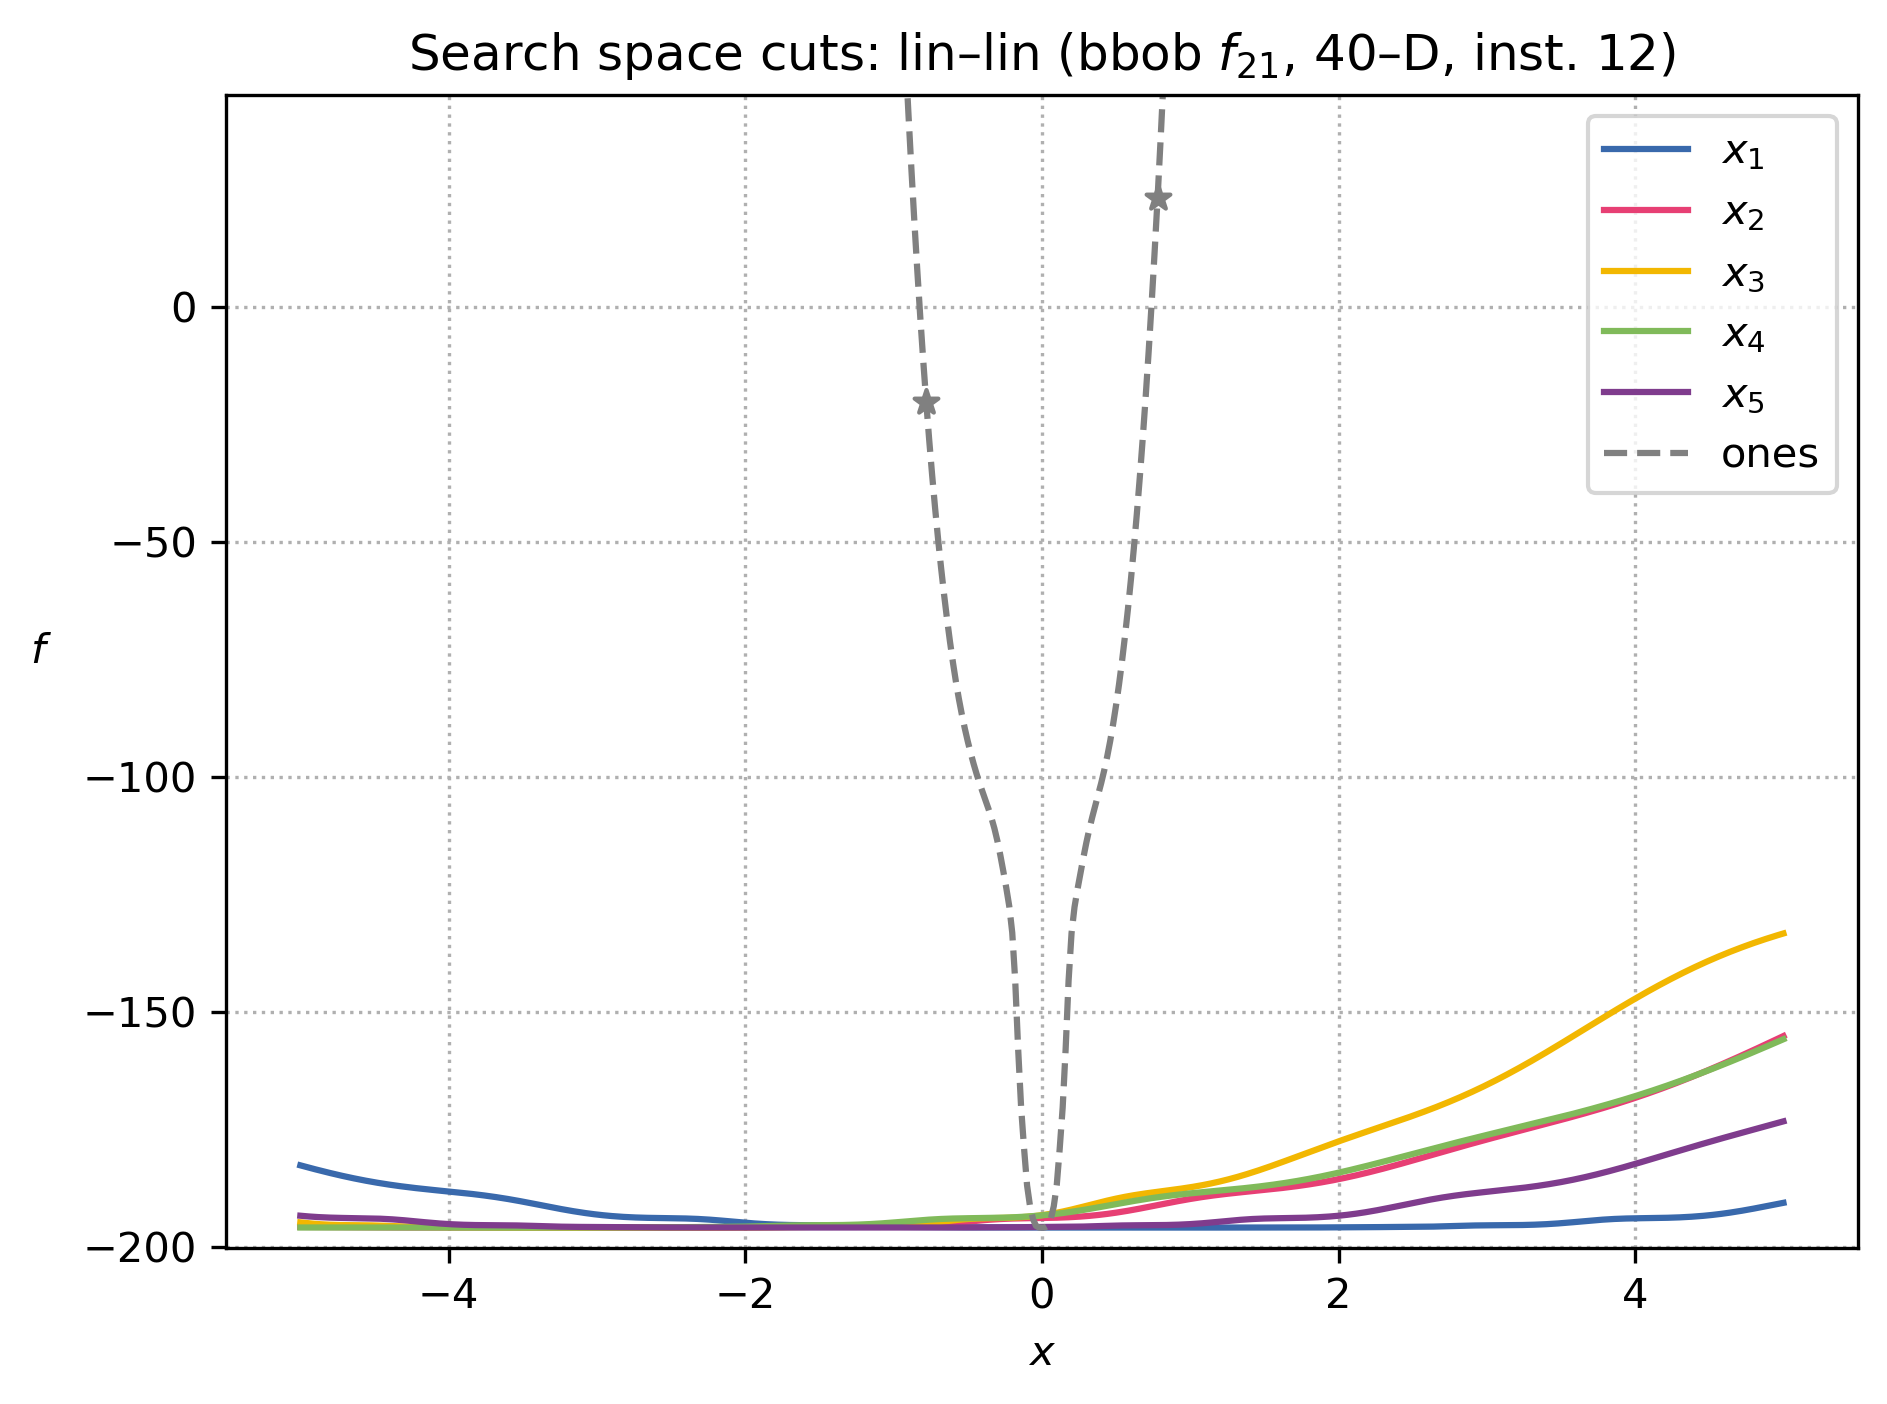 Search space cuts: lin–lin (bbob f21, 40–D, inst. 12)
x1
x2
x3
x4
x5
ones
0
−50
−100
−150
−200
f
−4
−2
0
2
4
x